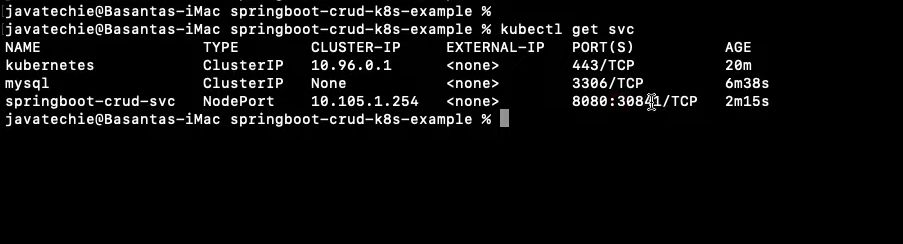 javatechie@Basantas-iMac springboot-crud-k8s-example %
javatechie@Basantas-iMac springboot-crud-k8s-example % kubectl get svc
NAME TYPE CLUSTER-IP EXTERNAL-IP PORT(S) AGE
kubernetes ClusterIP 10.96.0.1 <none> 443/TCP 20m
mysql ClusterIP None <none> 3306/TCP 6m38s
springboot-crud-svc NodePort 10.105.1.254 <none> 8080:30841/TCP 2m15s
javatechie@Basantas-iMac springboot-crud-k8s-example %